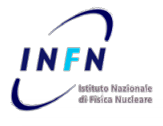 INFN
Istituto Nazionale
di Fisica Nucleare